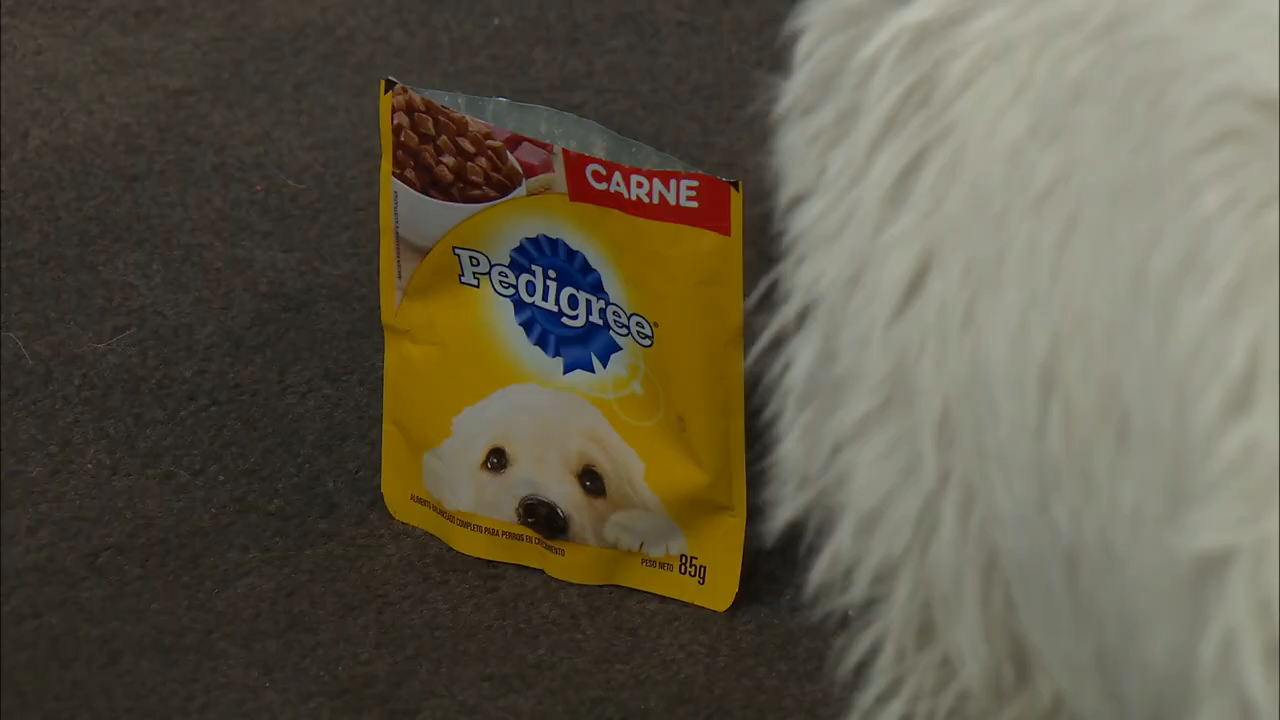 CARNE
Pedigree
ALIMENTO BALANCEADO COMPLETO PARA PERROS EN CRECIMIENTO
PESO NETO 85g